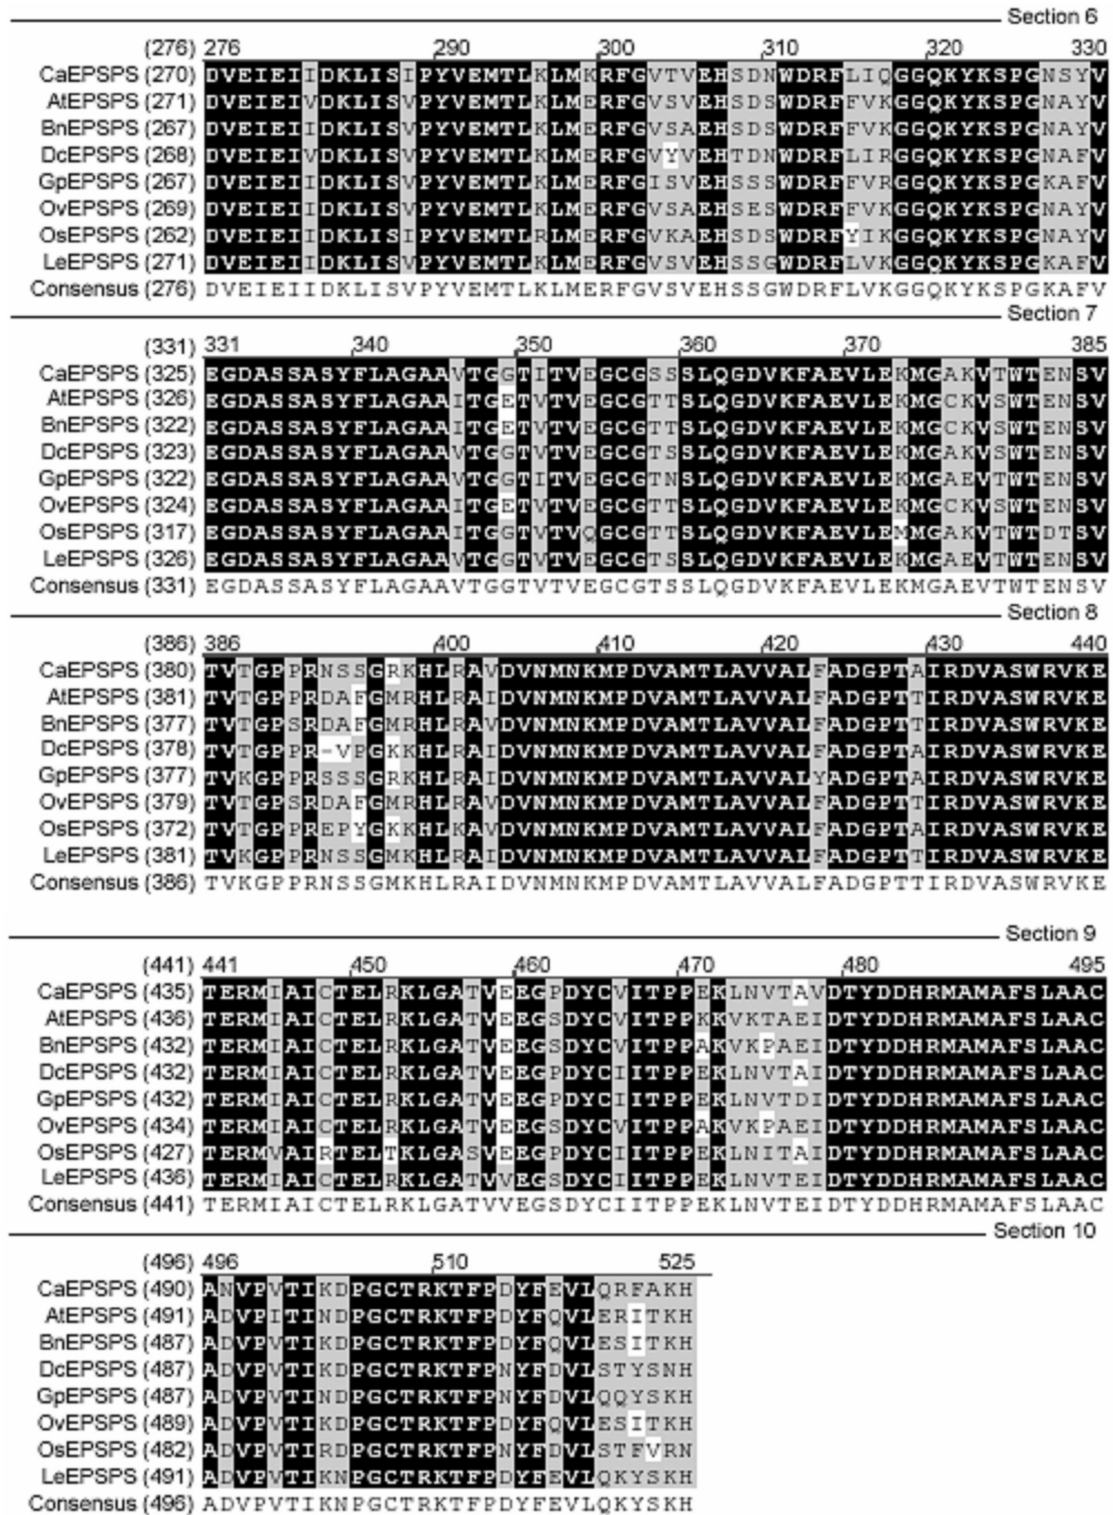 Section 6
(276) 276 290 300 310 320 330
CaEPSPS (270) DVEIEIIDKLISIPYVEMTLKLMKRFGVTVEHSDNWDRFLIQGGQKYKSPGNSYV
AtEPSPS (271) DVEIEIVDKLISVPYVEMTLKLMERFGVSVEHSDSWDRFFVKGGQKYKSPGNAYV
BnEPSPS (267) DVEIEIIDKLISVPYVEMTLKLMERFGVSAEHSDSWDRFFVKGGQKYKSPGNAYV
DcEPSPS (268) DVEIEIVDKLISVPYVEMTLKLMERFGVYVEHTDNWDRFLIRGGQKYKSPGNAFV
GpEPSPS (267) DVEIEIIDKLISVPYVEMTLKLMERFGISVEHSSSWDRFFVRGGQKYKSPGKAFV
OvEPSPS (269) DVEIEIIDKLISVPYVEMTLKLMERFGVSAEHSESWDRFFVKGGQKYKSPGNAYV
OsEPSPS (262) DVEIEIIDKLISIPYVEMTLRLMERFGVKAEHSDSWDRFYIKGGQKYKSPGNAYV
LeEPSPS (271) DVEIEIIDKLISVPYVEMTLKLMERFGVSVEHSSGWDRFLVKGGQKYKSPGKAFV
Consensus (276) DVEIEIIDKLISVPYVEMTLKLMERFGVSVEHSSGWDRFLVKGGQKYKSPGKAFV
Section 7
(331) 331 340 350 360 370 385
CaEPSPS (325) EGDASSASYFLAGAAVTGGTITVEGCGSSSLQGDVKFAEVLEKMGAKVTWTENSV
AtEPSPS (326) EGDASSASYFLAGAAITGETVTVEGCGTTSLQGDVKFAEVLEKMGCKVSWTENSV
BnEPSPS (322) EGDASSASYFLAGAAITGETVTVEGCGTTSLQGDVKFAEVLEKMGCKVSWTENSV
DcEPSPS (323) EGDASSASYFLAGAAVTGGTVTVEGCGTSSLQGDVKFAEVLEKMGAEVTWTENSV
GpEPSPS (322) EGDASSASYFLAGAAVTGGTITVEGCGTNSLQGDVKFAEVLEKMGAEVTWTENSV
OvEPSPS (324) EGDASSASYFLAGAAITGETVTVEGCGTTSLQGDVKFAEVLEKMGCKVSWTENSV
OsEPSPS (317) EGDASSASYFLAGAAITGGTVTVQGCGTTSLQGDVKFAEVLEMMGAKVTWTDTSV
LeEPSPS (326) EGDASSASYFLAGAAVTGGTVTVEGCGTSSLQGDVKFAEVLEKMGAEVTWTENSV
Consensus (331) EGDASSASYFLAGAAVTGGTVTVEGCGTSSLQGDVKFAEVLEKMGAEVTWTENSV
Section 8
(386) 386 400 410 420 430 440
CaEPSPS (380) TVTGPPRNSSGRKHLRAVDVNMNKMPDVAMTLAVVALFADGPTAIRDVASWRVKE
AtEPSPS (381) TVTGPPRDAFGMRHLRAIDVNMNKMPDVAMTLAVVALFADGPTTIRDVASWRVKE
BnEPSPS (377) TVTGPSRDAFGMRHLRAVDVNMNKMPDVAMTLAVVALFADGPTTIRDVASWRVKE
DcEPSPS (378) TVTGPPR-VPGKKHLRAIDVNMNKMPDVAMTLAVVALFADGPTAIRDVASWRVKE
GpEPSPS (377) TVKGPPRSSSGRKHLRAIDVNMNKMPDVAMTLAVVALYADGPTAIRDVASWRVKE
OvEPSPS (379) TVTGPSRDAFGMRHLRAVDVNMNKMPDVAMTLAVVALFADGPTTIRDVASWRVKE
OsEPSPS (372) TVTGPPREPYGKKHLKAVDVNMNKMPDVAMTLAVVALFADGPTAIRDVASWRVKE
LeEPSPS (381) TVKGPPRNSSGMKHLRAIDVNMNKMPDVAMTLAVVALFADGPTTIRDVASWRVKE
Consensus (386) TVKGPPRNSSGMKHLRAIDVNMNKMPDVAMTLAVVALFADGPTTIRDVASWRVKE
Section 9
(441) 441 450 460 470 480 495
CaEPSPS (435) TERMIAICTELRKLGATVEEGPDYCVITPPEKLNVTAVDTYDDHRMAMAFSLAAC
AtEPSPS (436) TERMIAICTELRKLGATVEEGSDYCVITPPKKVKTAEIDTYDDHRMAMAFSLAAC
BnEPSPS (432) TERMIAICTELRKLGATVEEGSDYCVITPPAKVKPAEIDTYDDHRMAMAFSLAAC
DcEPSPS (432) TERMIAICTELRKLGATVEEGPDYCIITPPEKLNVTAIDTYDDHRMAMAFSLAAC
GpEPSPS (432) TERMIAICTELRKLGATVEEGPDYCIITPPEKLNVTDIDTYDDHRMAMAFSLAAC
OvEPSPS (434) TERMIAICTELRKLGATVEEGSDYCVITPPAKVKPAEIDTYDDHRMAMAFSLAAC
OsEPSPS (427) TERMVAIRTELTKLGASVEEGPDYCIITPPEKLNITAIDTYDDHRMAMAFSLAAC
LeEPSPS (436) TERMIAICTELRKLGATVVEGSDYCIITPPEKLNVTEIDTYDDHRMAMAFSLAAC
Consensus (441) TERMIAICTELRKLGATVVEGSDYCIITPPEKLNVTEIDTYDDHRMAMAFSLAAC
Section 10
(496) 496 510 525
CaEPSPS (490) ANVPVTIKDPGCTRKTFPDYFEVLQRFAKH
AtEPSPS (491) ADVPITINDPGCTRKTFPDYFQVLERITKH
BnEPSPS (487) ADVPVTIKDPGCTRKTFPDYFQVLESITKH
DcEPSPS (487) ADVPVTIKDPGCTRKTFPNYFDVLSTYSNH
GpEPSPS (487) ADVPVTINDPGCTRKTFPNYFDVLQQYSKH
OvEPSPS (489) ADVPVTIKDPGCTRKTFPDYFQVLESITKH
OsEPSPS (482) ADVPVTIRDPGCTRKTFPNYFDVLSTFVRN
LeEPSPS (491) ADVPVTIKNPGCTRKTFPDYFEVLQKYSKH
Consensus (496) ADVPVTIKNPGCTRKTFPDYFEVLQKYSKH